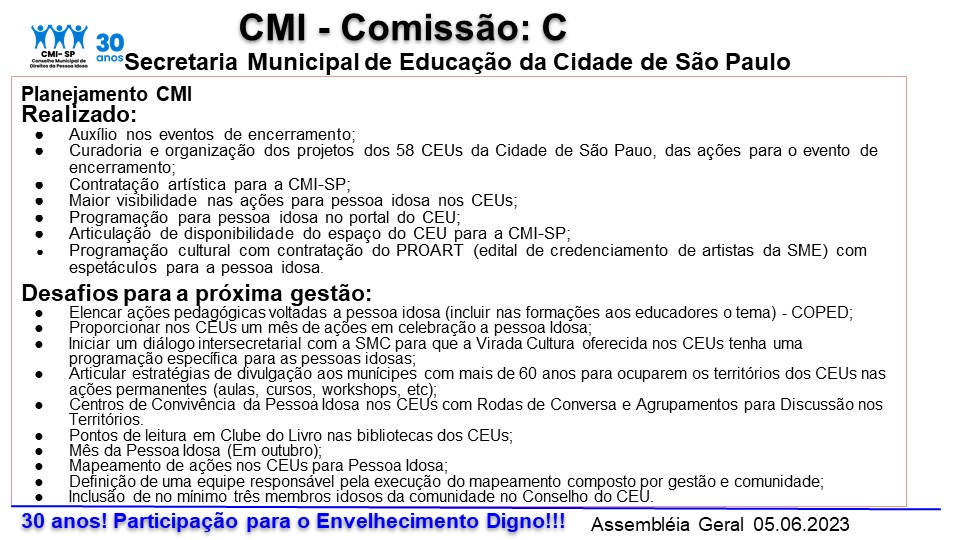 CMI - Comissão: C
CMI- SP
Conselho Municipal de
Direitos da Pessoa Idosa
30
anos
Secretaria Municipal de Educação da Cidade de São Paulo
Planejamento CMI
Realizado:
● Auxílio nos eventos de encerramento;
● Curadoria e organização dos projetos dos 58 CEUs da Cidade de São Pauo, das ações para o evento de
encerramento;
● Contratação artística para a CMI-SP;
● Maior visibilidade nas ações para pessoa idosa nos CEUs;
● Programação para pessoa idosa no portal do CEU;
● Articulação de disponibilidade do espaço do CEU para a CMI-SP;
● Programação cultural com contratação do PROART (edital de credenciamento de artistas da SME) com
espetáculos para a pessoa idosa.
Desafios para a próxima gestão:
● Elencar ações pedagógicas voltadas a pessoa idosa (incluir nas formações aos educadores o tema) - COPED;
● Proporcionar nos CEUs um mês de ações em celebração a pessoa Idosa;
● Iniciar um diálogo intersecretarial com a SMC para que a Virada Cultura oferecida nos CEUs tenha uma
programação específica para as pessoas idosas;
● Articular estratégias de divulgação aos munícipes com mais de 60 anos para ocuparem os territórios dos CEUs nas
ações permanentes (aulas, cursos, workshops, etc);
● Centros de Convivência da Pessoa Idosa nos CEUs com Rodas de Conversa e Agrupamentos para Discussão nos
Territórios.
● Pontos de leitura em Clube do Livro nas bibliotecas dos CEUs;
● Mês da Pessoa Idosa (Em outubro);
● Mapeamento de ações nos CEUs para Pessoa Idosa;
● Definição de uma equipe responsável pela execução do mapeamento composto por gestão e comunidade;
● Inclusão de no mínimo três membros idosos da comunidade no Conselho do CEU.
30 anos! Participação para o Envelhecimento Digno!!!
Assembléia Geral 05.06.2023